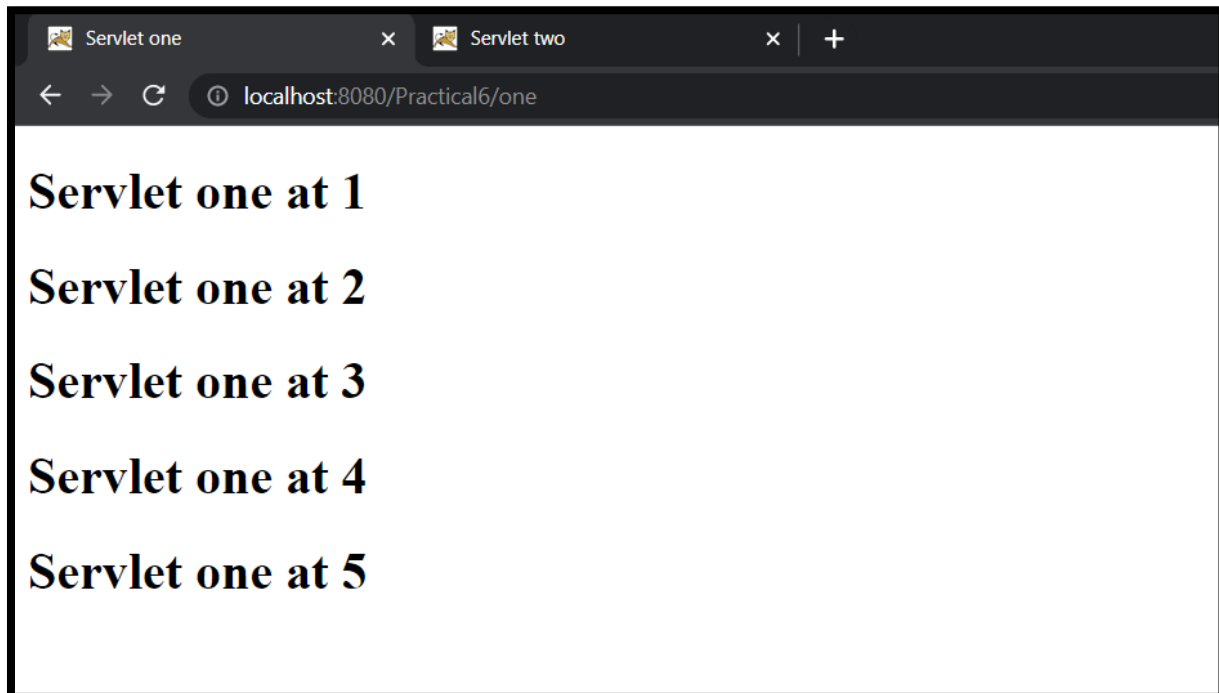 Servlet one
Servlet two
localhost:8080/Practical6/one
Servlet one at 1
Servlet one at 2
Servlet one at 3
Servlet one at 4
Servlet one at 5